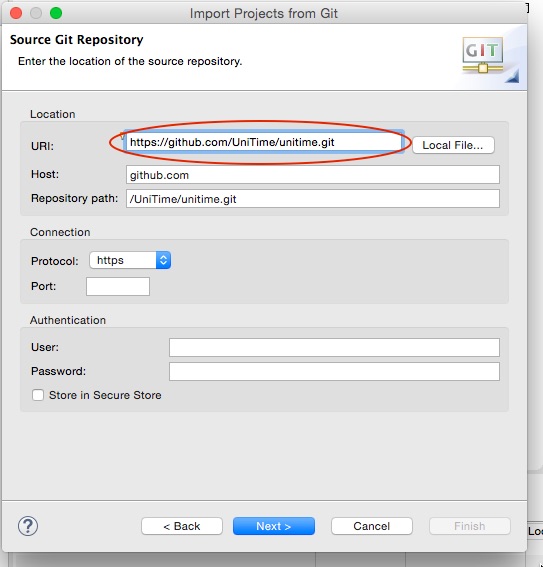 Import Projects from Git
Source Git Repository
Enter the location of the source repository.
GIT
Location
URI: https://github.com/UniTime/unitime.git Local File...
Host: github.com
Repository path: /UniTime/unitime.git
Connection
Protocol: https
Port:
Authentication
User:
Password:
Store in Secure Store
? < Back Next > Cancel Finish
Loc